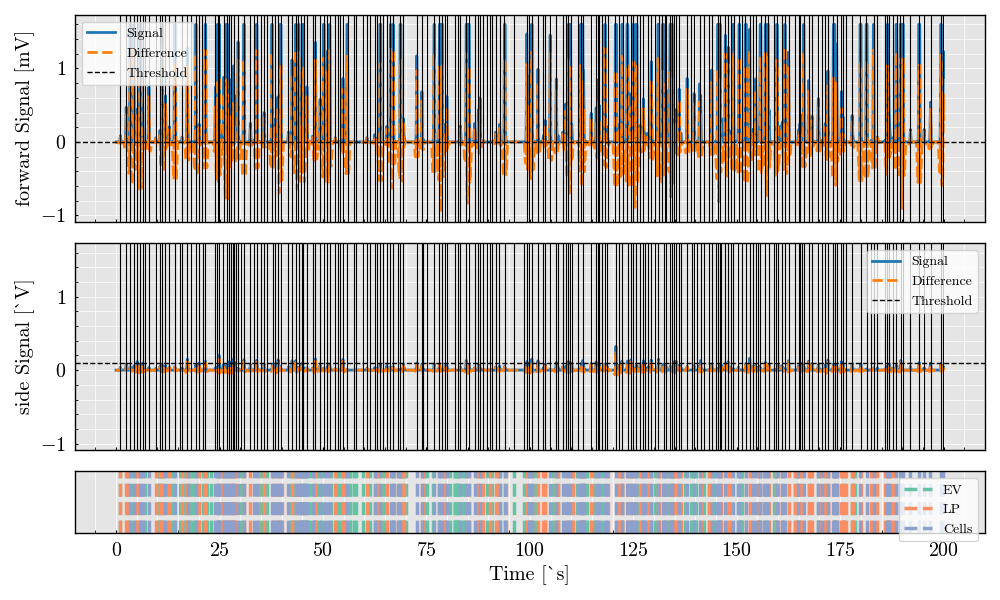 forward Signal [mV]
1
0
−1
Signal
Difference
Threshold
side Signal [`V]
1
0
−1
Signal
Difference
Threshold
EV
LP
Cells
0 25 50 75 100 125 150 175 200
Time [`s]